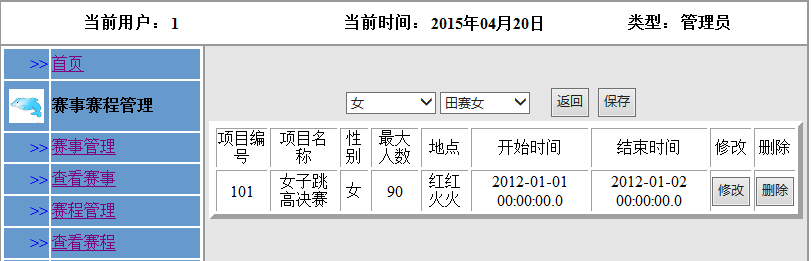 当前用户： 1 当前时间： 2015年04月20日 类型： 管理员
>> 首页
赛事赛程管理
>> 赛事管理
>> 查看赛事
>> 赛程管理
>> 查看赛程
女 田赛女 返回 保存
项目编号 项目名称 性别 最大人数 地点 开始时间 结束时间 修改 删除
101 女子跳高决赛 女 90 红红火火 2012-01-01 00:00:00.0 2012-01-02 00:00:00.0 修改 删除